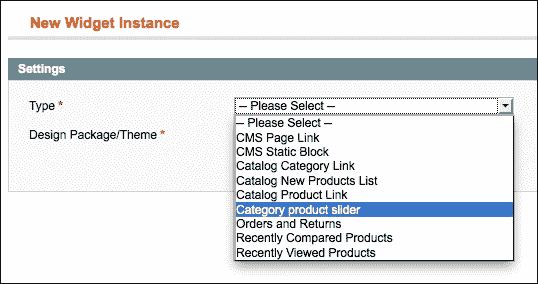 New Widget Instance
Settings
Type *
-- Please Select --
Design Package/Theme *
-- Please Select --
CMS Page Link
CMS Static Block
Catalog Category Link
Catalog New Products List
Catalog Product Link
Category product slider
Orders and Returns
Recently Compared Products
Recently Viewed Products